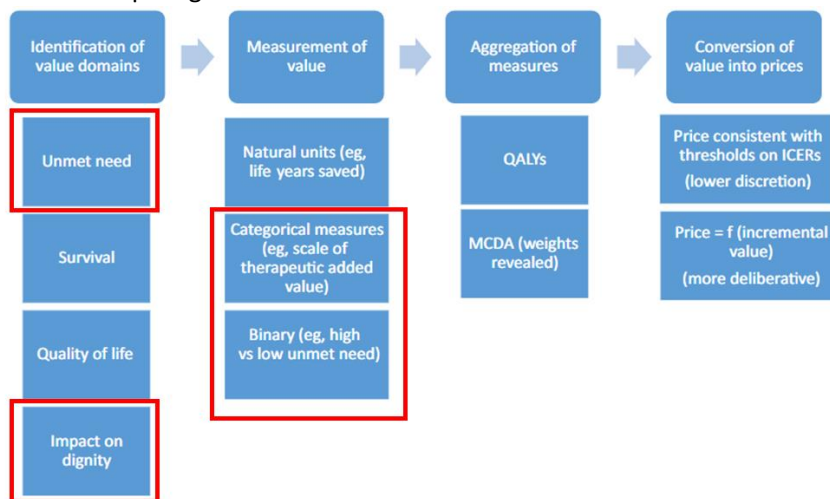 Identification of
value domains
Measurement of
value
Aggregation of
measures
Conversion of
value into prices
Unmet need
Survival
Quality of life
Impact on
dignity
Natural units (eg,
life years saved)
Categorical measures
(eg, scale of
therapeutic added
value)
Binary (eg, high
vs low unmet need)
QALYs
MCDA (weights
revealed)
Price consistent with
thresholds on ICERs
(lower discretion)
Price = f (incremental
value)
(more deliberative)